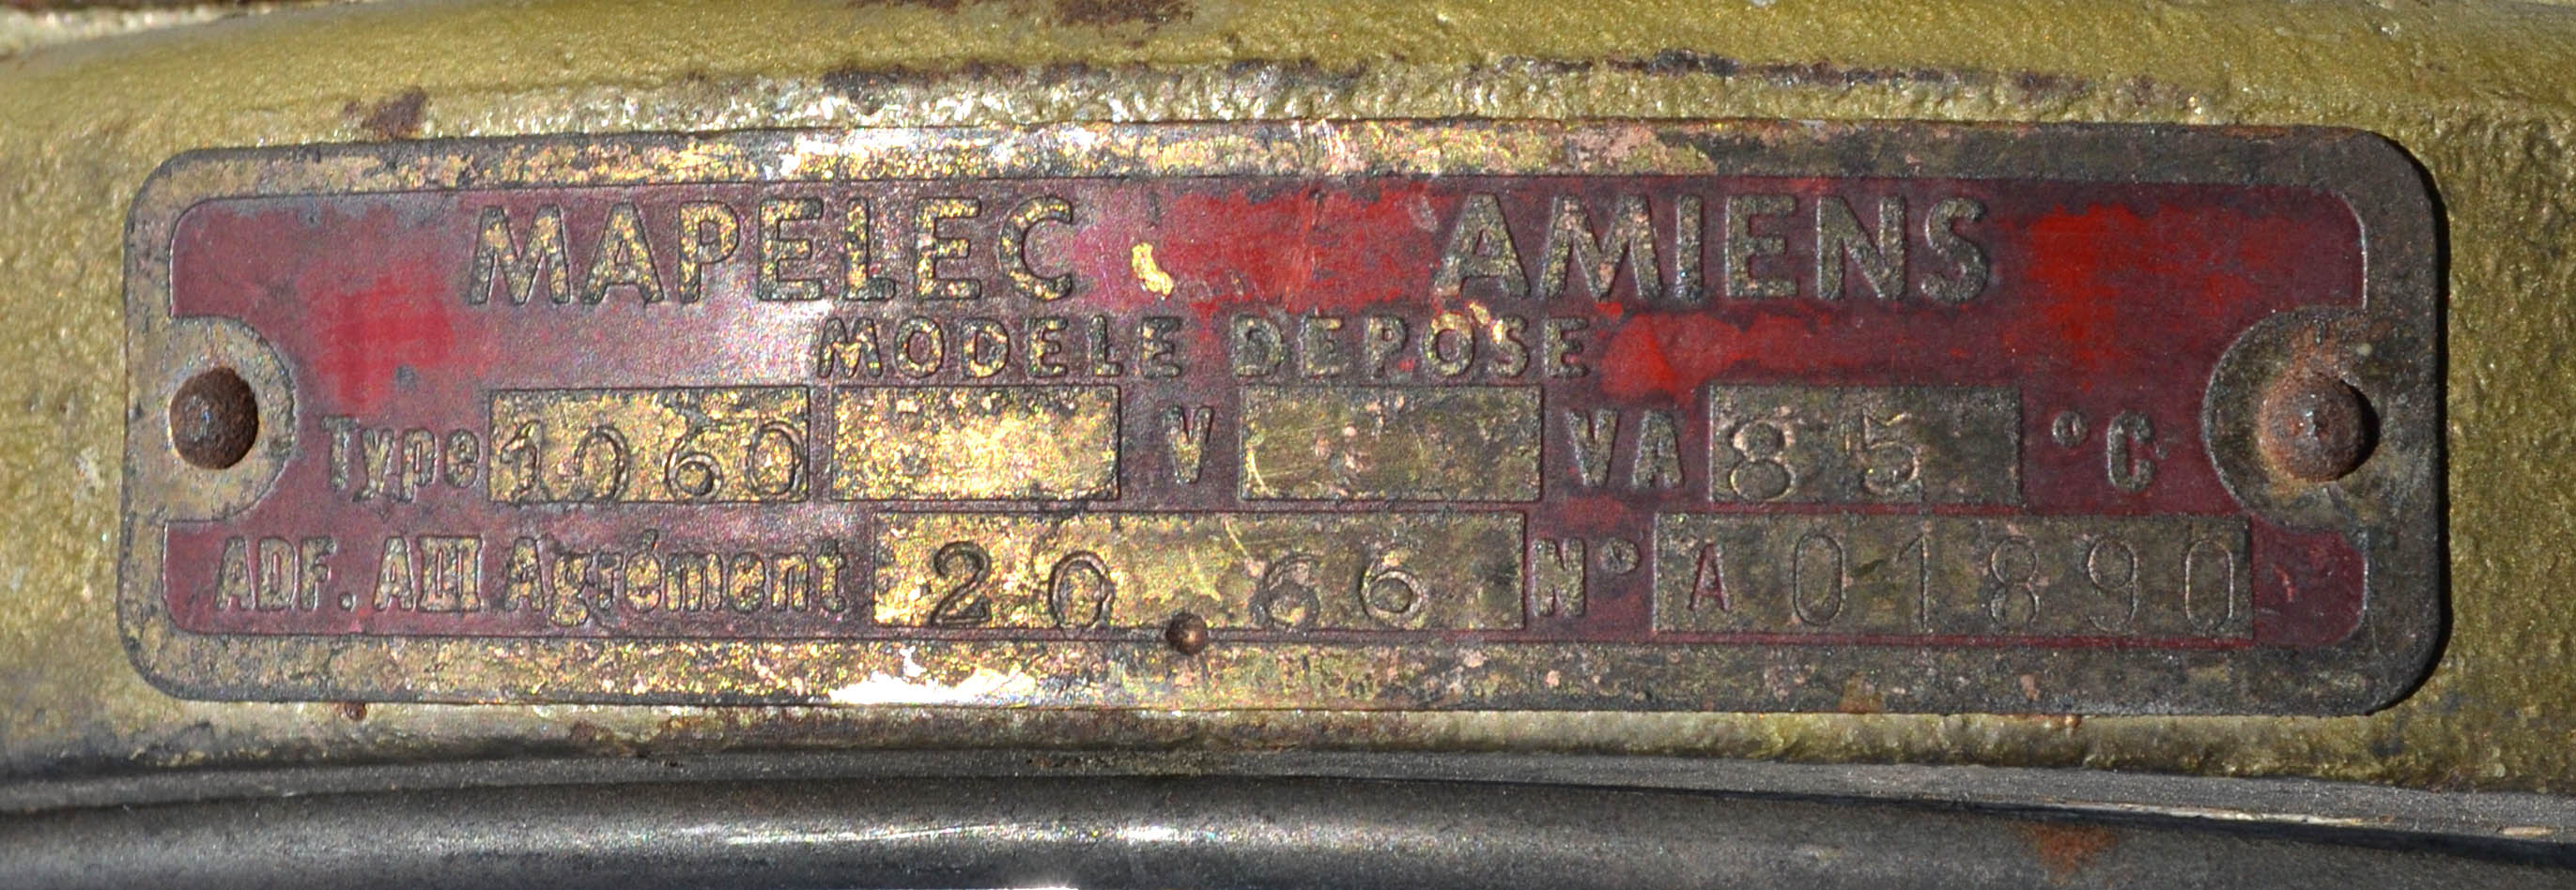 MAPELEC AMIENS
MODELE DEPOSE
Type 1060 V VA 85 °C
ADF. AIII Agrément 20 66 N° A 01890